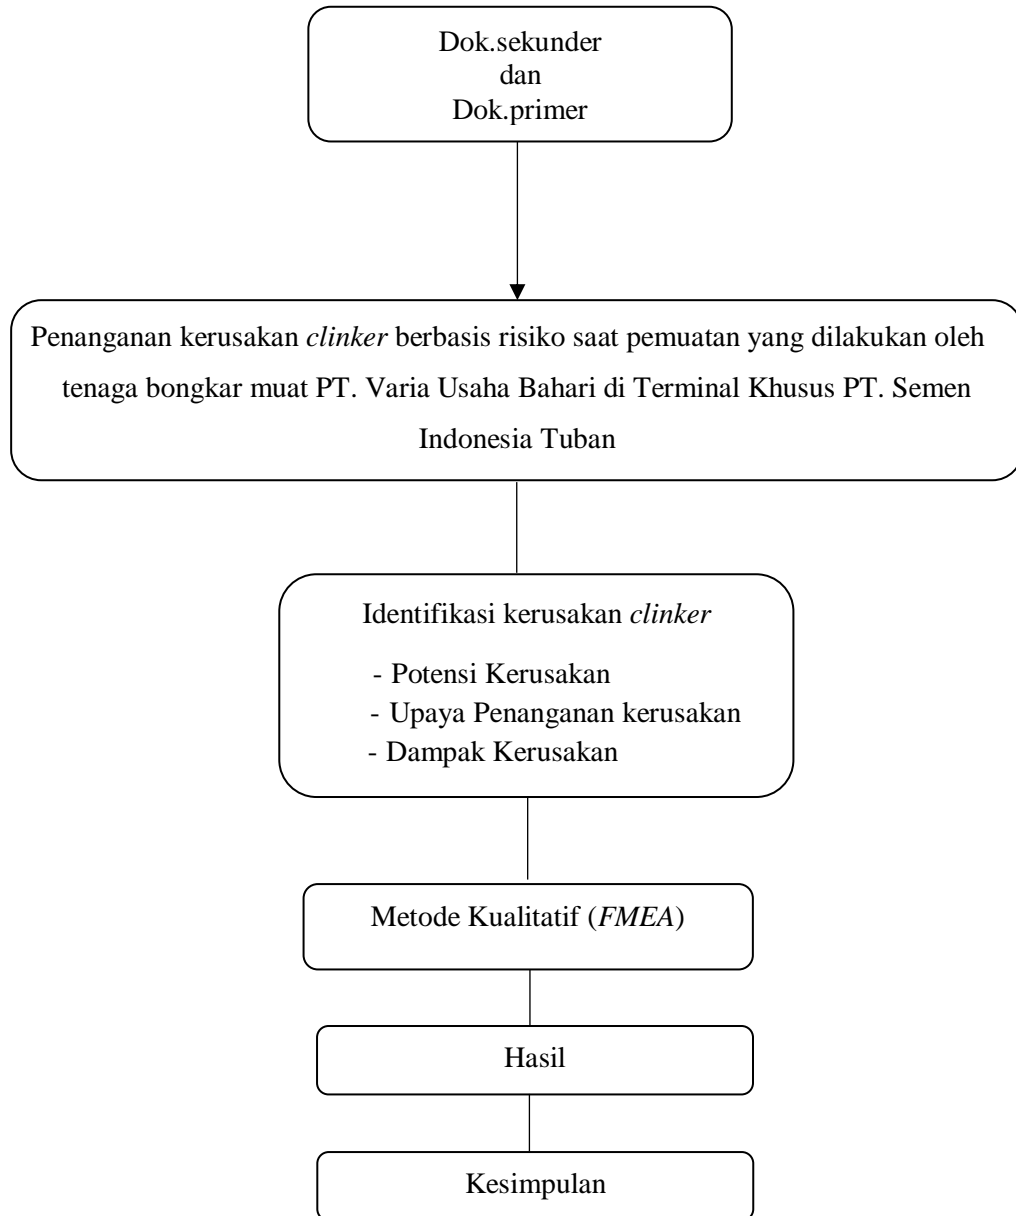 Dok.sekunder
dan
Dok.primer
Penanganan kerusakan clinker berbasis risiko saat pemuatan yang dilakukan oleh
tenaga bongkar muat PT. Varia Usaha Bahari di Terminal Khusus PT. Semen
Indonesia Tuban
Identifikasi kerusakan clinker
- Potensi Kerusakan
- Upaya Penanganan kerusakan
- Dampak Kerusakan
Metode Kualitatif (FMEA)
Hasil
Kesimpulan